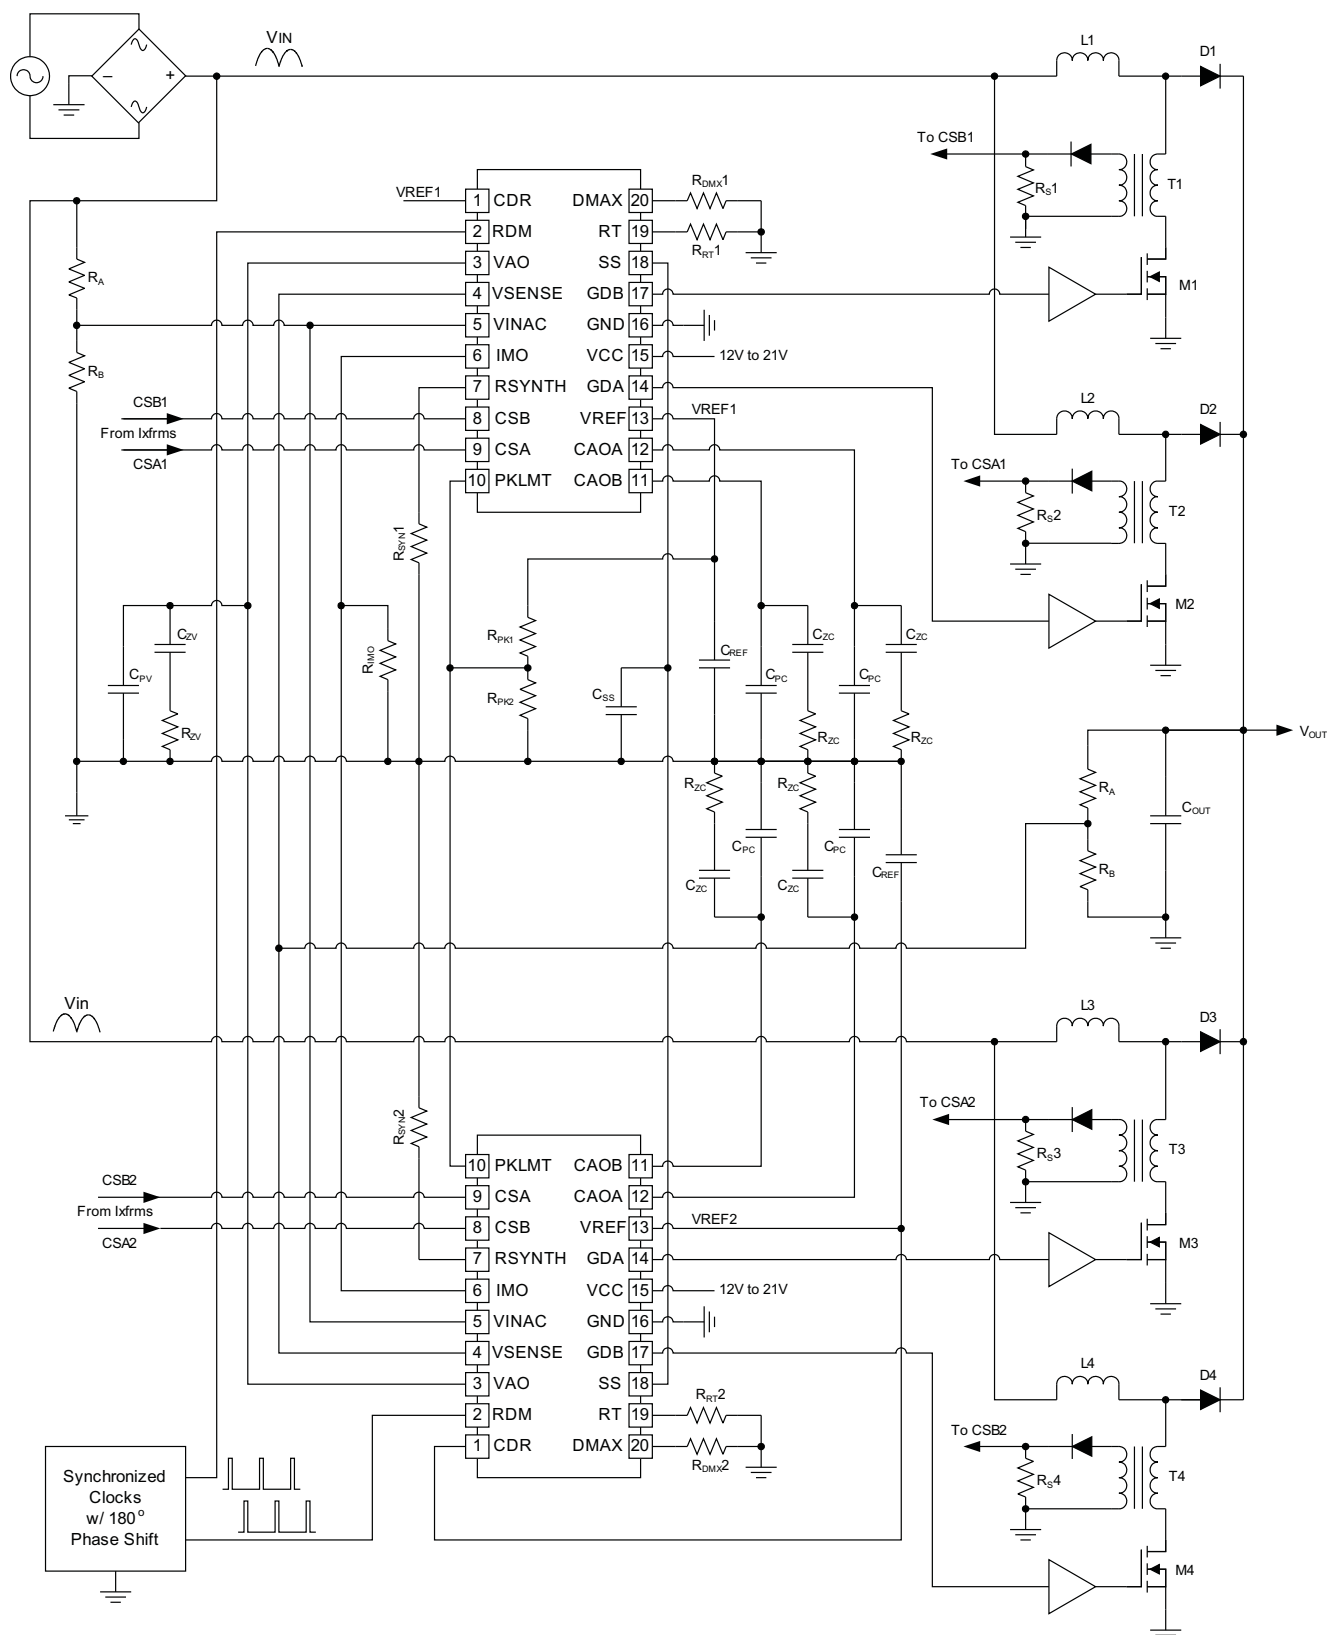 VIN
L1
D1
To CSB1
RS1
T1
M1
VREF1
1 CDR
2 RDM
3 VAO
4 VSENSE
5 VINAC
6 IMO
7 RSYNTH
8 CSB
9 CSA
10 PKLMT
DMAX 20
RT 19
SS 18
GDB 17
GND 16
VCC 15
GDA 14
VREF 13
CAOA 12
CAOB 11
RDMX1
RRT1
12V to 21V
VREF1
RA
RB
CSB1
From Ixfrms
CSA1
L2
D2
To CSA1
RS2
T2
M2
RSYN1
CZV
CPV
RZV
RIMO
RPK1
RPK2
CSS
CREF
CPC
CZC
RZC
CPC
CZC
RZC
VOUT
RA
RB
COUT
RZC
CZC
CPC
RZC
CZC
CPC
CREF
Vin
L3
D3
To CSA2
RS3
T3
M3
RSYN2
CSB2
From Ixfrms
CSA2
10 PKLMT
9 CSA
8 CSB
7 RSYNTH
6 IMO
5 VINAC
4 VSENSE
3 VAO
2 RDM
1 CDR
CAOB 11
CAOA 12
VREF 13
GDA 14
VCC 15
GND 16
GDB 17
SS 18
RT 19
DMAX 20
VREF2
12V to 21V
RRT2
RDMX2
L4
D4
To CSB2
RS4
T4
M4
Synchronized
Clocks
w/ 180°
Phase Shift